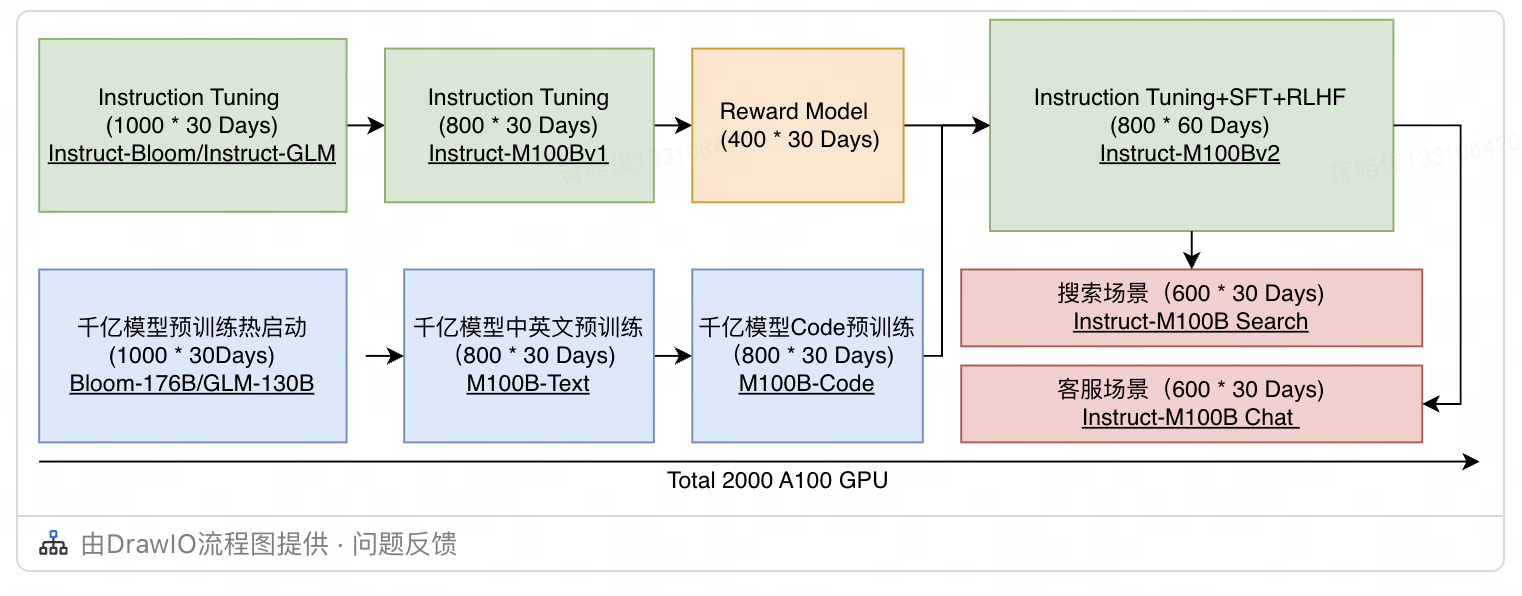 Instruction Tuning
(1000 * 30 Days)
Instruct-Bloom/Instruct-GLM
Instruction Tuning
(800 * 30 Days)
Instruct-M100Bv1
Reward Model
(400 * 30 Days)
Instruction Tuning+SFT+RLHF
(800 * 60 Days)
Instruct-M100Bv2
千亿模型预训练热启动
(1000 * 30Days)
Bloom-176B/GLM-130B
千亿模型中英文预训练
（800 * 30 Days)
M100B-Text
千亿模型Code预训练
（800 * 30 Days)
M100B-Code
搜索场景（600 * 30 Days)
Instruct-M100B Search
客服场景（600 * 30 Days)
Instruct-M100B Chat
Total 2000 A100 GPU
由DrawIO流程图提供 · 问题反馈